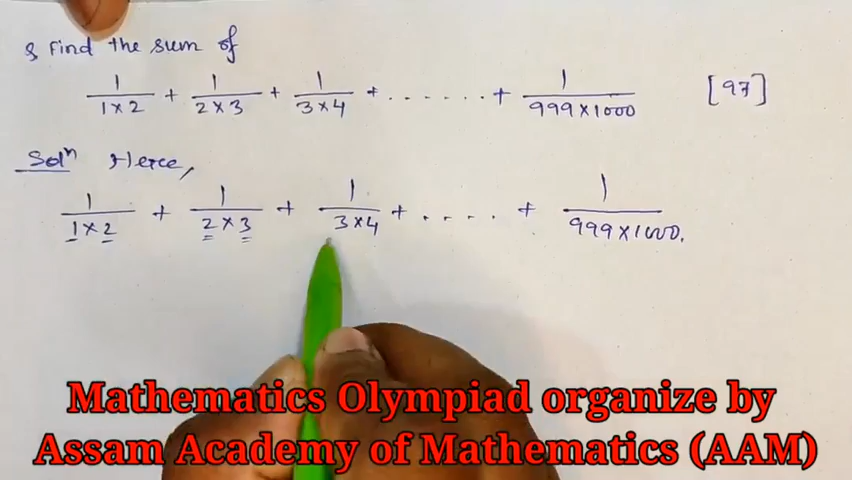 Q Find the sum of
1/1×2 + 1/2×3 + 1/3×4 + ....... + 1/999×1000 [97]
Solⁿ Here,
1/1×2 + 1/2×3 + 1/3×4 + ..... + 1/999×1000.
Mathematics Olympiad organize by
Assam Academy of Mathematics (AAM)